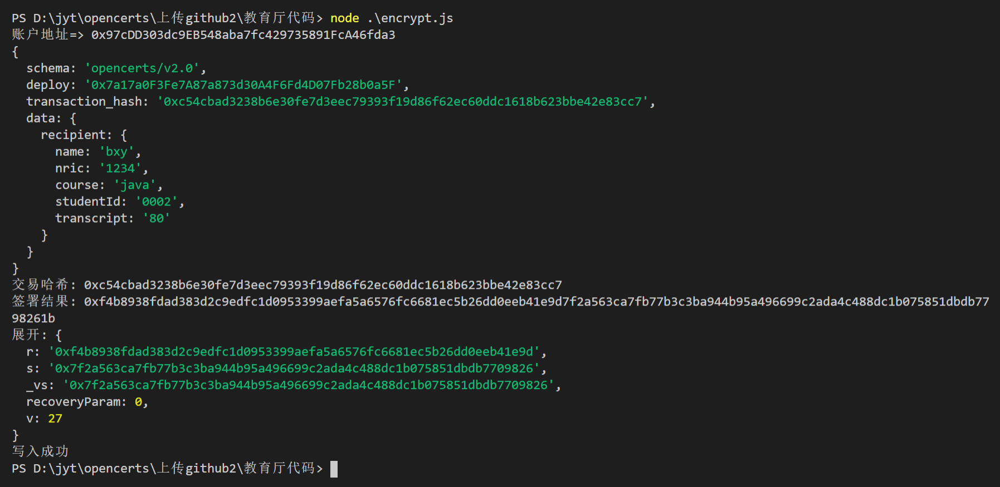 PS D:\jyt\opencerts\上传github2\教育厅代码> node .\encrypt.js
账户地址=> 0x97cDD303dc9EB548aba7fc429735891FcA46fda3
{
  schema: 'opencerts/v2.0',
  deploy: '0x7a17a0F3Fe7A87a873d30A4F6Fd4D07Fb28b0a5F',
  transaction_hash: '0xc54cbad3238b6e30fe7d3eec79393f19d86f62ec60ddc1618b623bbe42e83cc7',
  data: {
    recipient: {
      name: 'bxy',
      nric: '1234',
      course: 'java',
      studentId: '0002',
      transcript: '80'
    }
  }
}
交易哈希: 0xc54cbad3238b6e30fe7d3eec79393f19d86f62ec60ddc1618b623bbe42e83cc7
签署结果: 0xf4b8938fdad383d2c9edfc1d0953399aefa5a6576fc6681ec5b26dd0eeb41e9d7f2a563ca7fb77b3c3ba944b95a496699c2ada4c488dc1b075851dbdb77
98261b
展开: {
  r: '0xf4b8938fdad383d2c9edfc1d0953399aefa5a6576fc6681ec5b26dd0eeb41e9d',
  s: '0x7f2a563ca7fb77b3c3ba944b95a496699c2ada4c488dc1b075851dbdb7709826',
  _vs: '0x7f2a563ca7fb77b3c3ba944b95a496699c2ada4c488dc1b075851dbdb7709826',
  recoveryParam: 0,
  v: 27
}
写入成功
PS D:\jyt\opencerts\上传github2\教育厅代码>